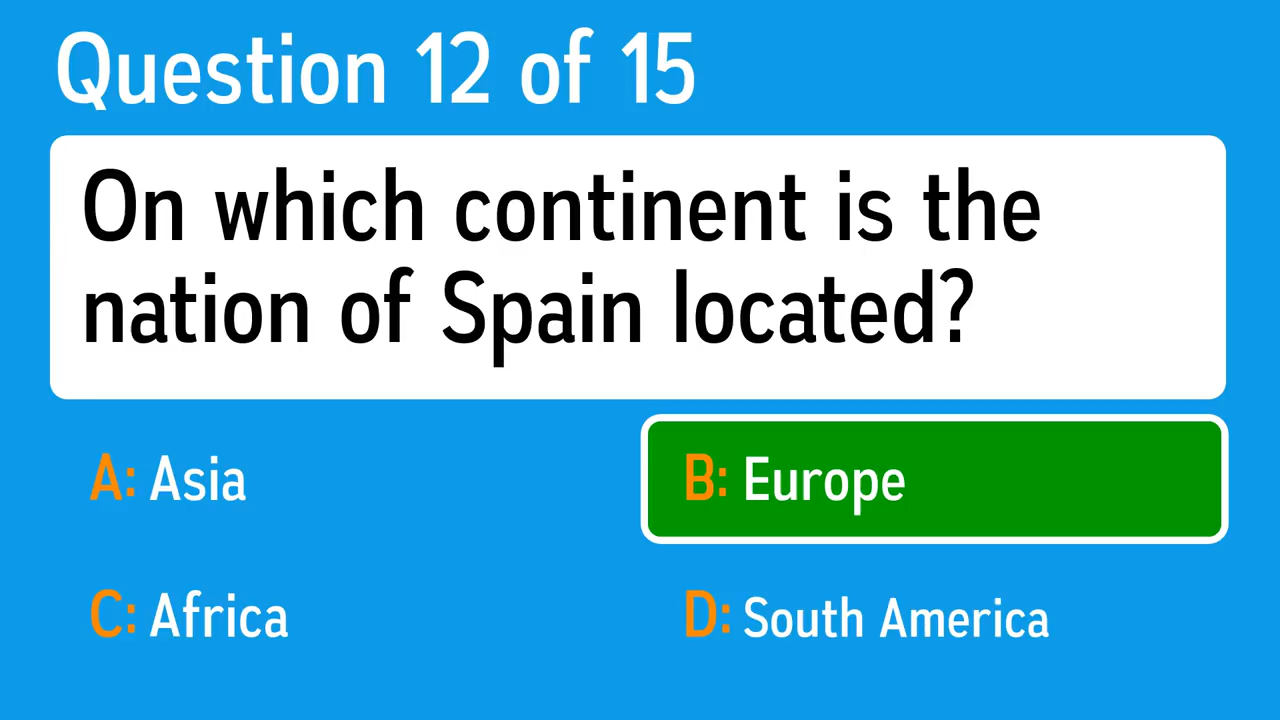 Question 12 of 15
On which continent is the
nation of Spain located?
A: Asia
B: Europe
C: Africa
D: South America